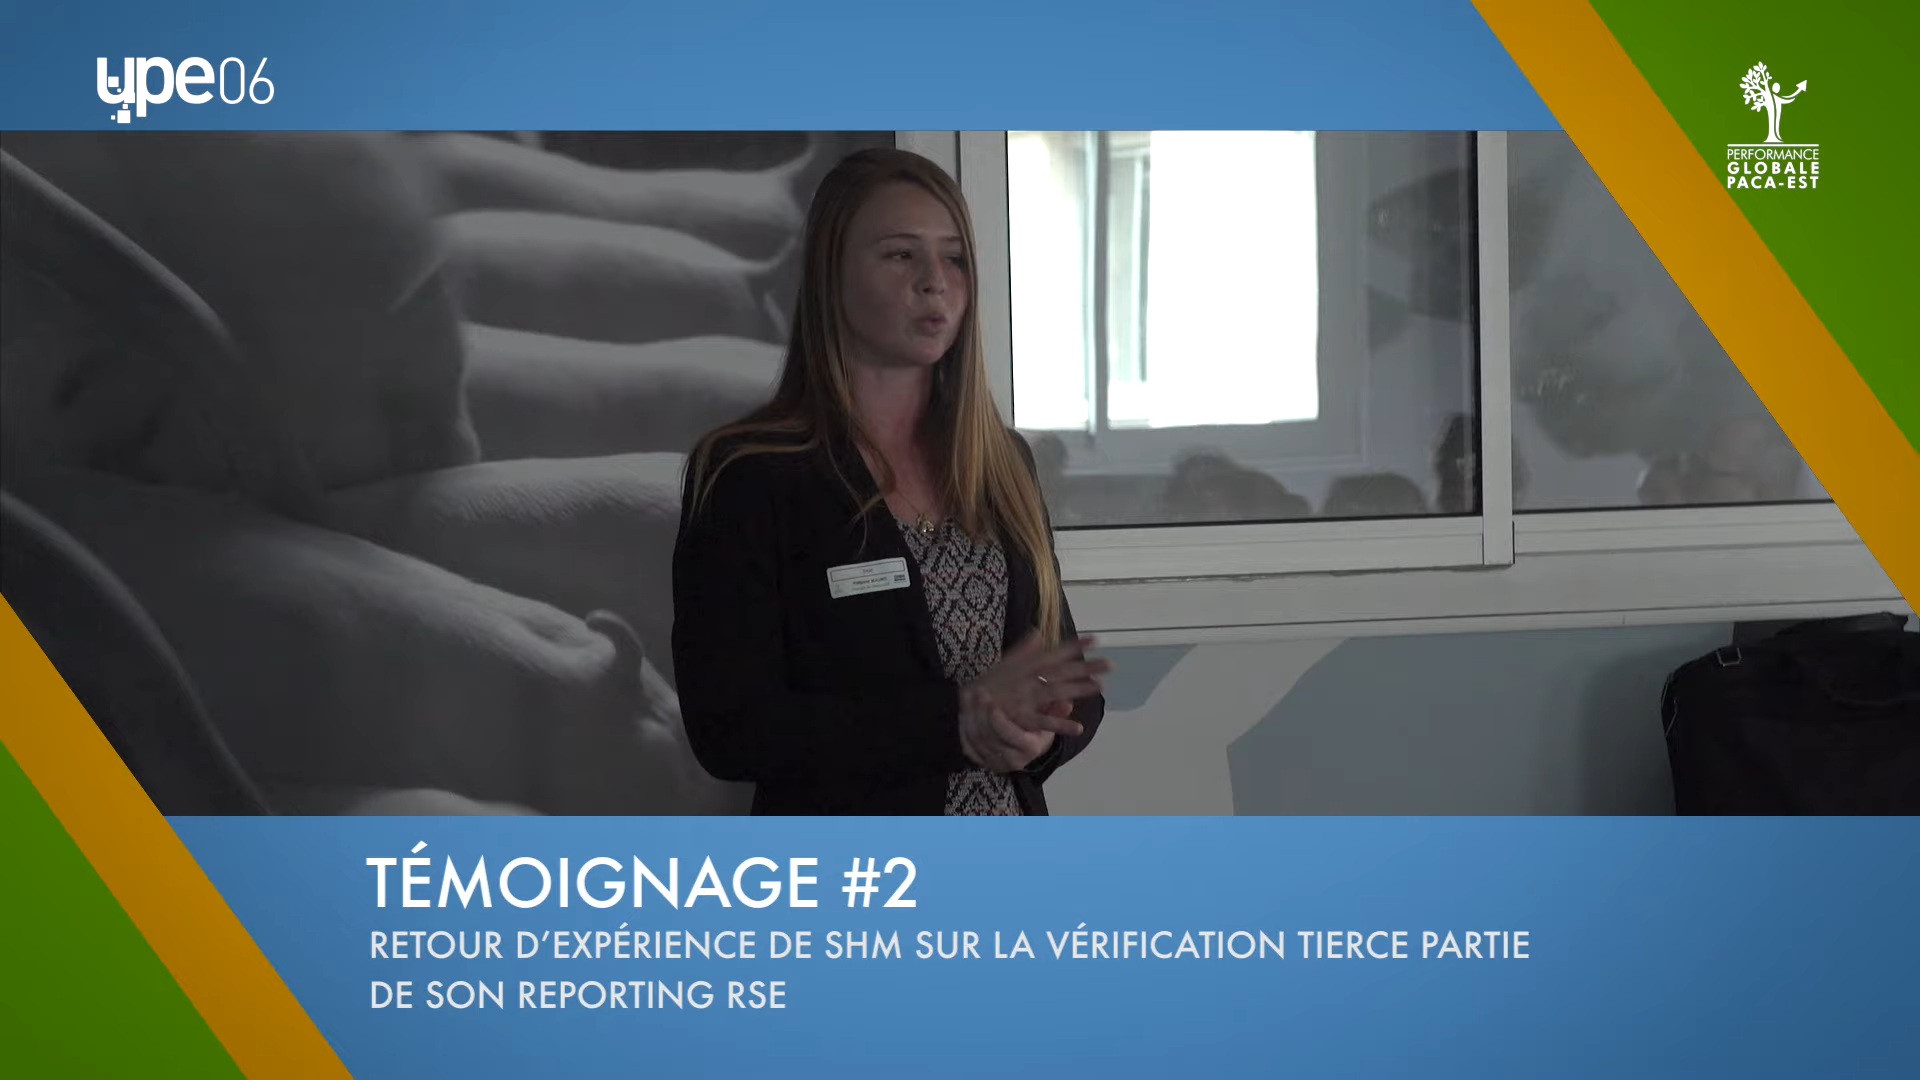 upe06
PERFORMANCE
GLOBALE
PACA-EST
TÉMOIGNAGE #2
RETOUR D’EXPÉRIENCE DE SHM SUR LA VÉRIFICATION TIERCE PARTIE
DE SON REPORTING RSE